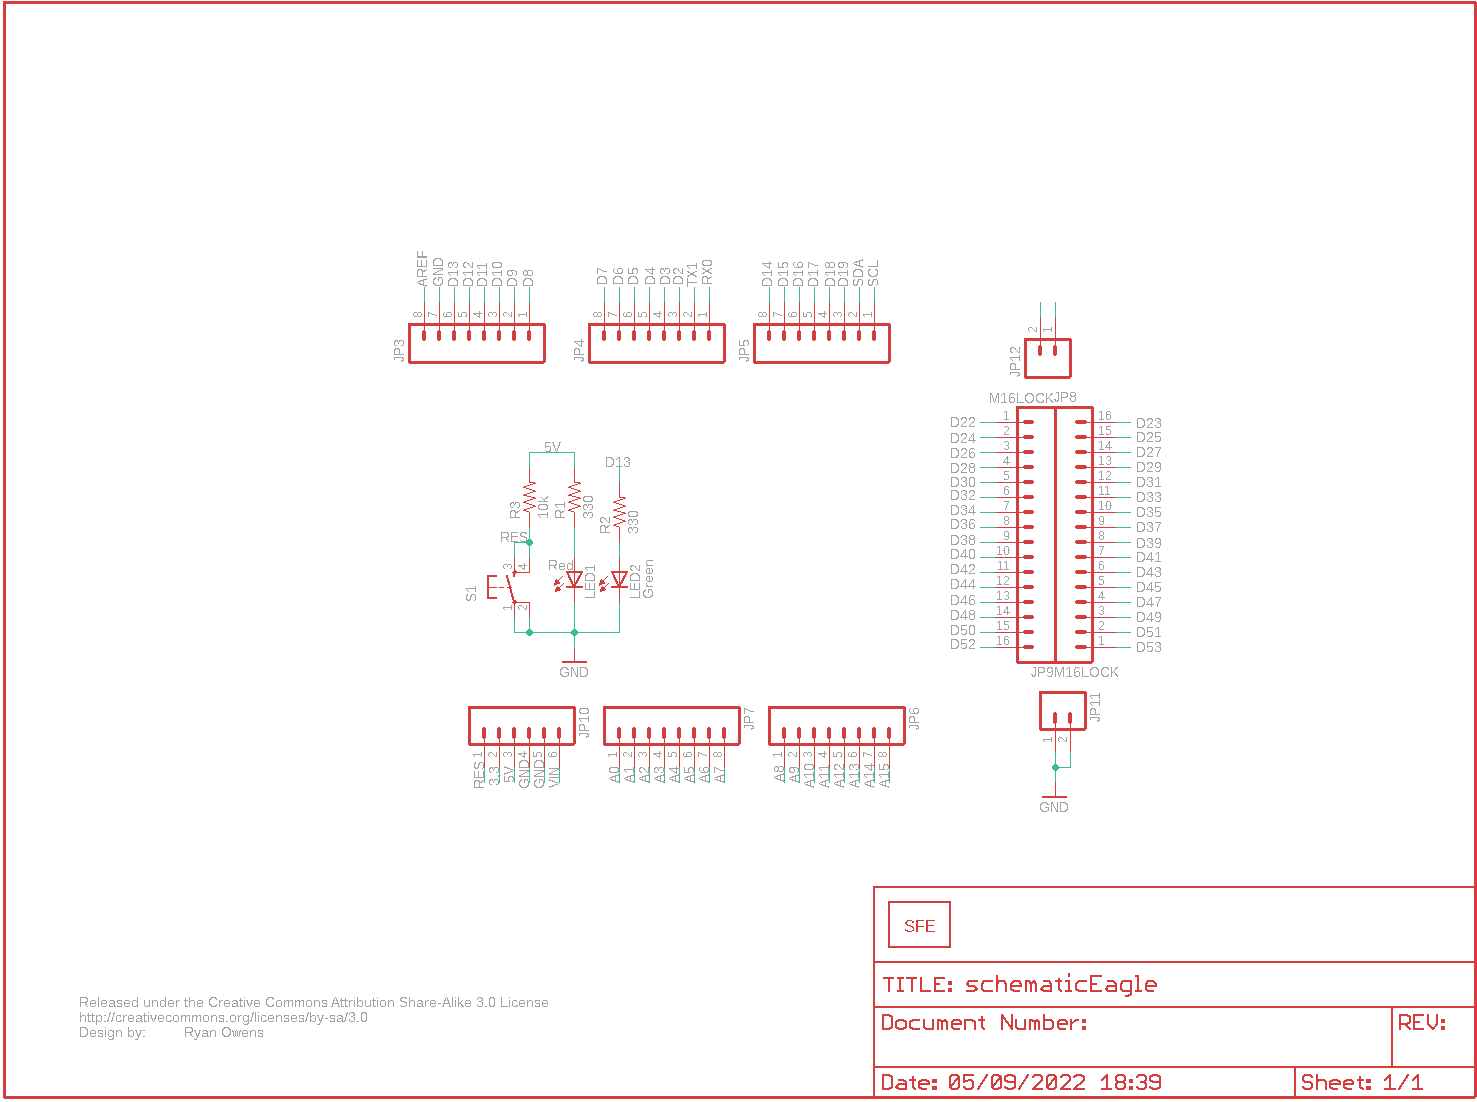 AREF GND D13 D12 D11 D10 D9 D8
8 7 6 5 4 3 2 1
JP3
D7 D6 D5 D4 D3 D2 TX1 RX0
8 7 6 5 4 3 2 1
JP4
D14 D15 D16 D17 D18 D19 SDA SCL
8 7 6 5 4 3 2 1
JP5
2 1
JP12
M16LOCK JP8
D22 1 16 D23
D24 2 15 D25
D26 3 14 D27
D28 4 13 D29
D30 5 12 D31
D32 6 11 D33
D34 7 10 D35
D36 8 9 D37
D38 9 8 D39
D40 10 7 D41
D42 11 6 D43
D44 12 5 D45
D46 13 4 D47
D48 14 3 D49
D50 15 2 D51
D52 16 1 D53
JP9 M16LOCK
5V
D13
R3
10k
R1
330
R2
330
RES
3 4
S1
1 2
Red
LED1
LED2
Green
GND
JP10
1 2 3 4 5 6
RES 3.3 5V GND GND VIN
JP7
1 2 3 4 5 6 7 8
A0 A1 A2 A3 A4 A5 A6 A7
JP6
1 2 3 4 5 6 7 8
A8 A9 A10 A11 A12 A13 A14 A15
JP11
1 2
GND
SFE
TITLE: schematicEagle
Document Number:
REV:
Date: 05/09/2022 18:39
Sheet: 1/1
Released under the Creative Commons Attribution Share-Alike 3.0 License
http://creativecommons.org/licenses/by-sa/3.0
Design by: Ryan Owens